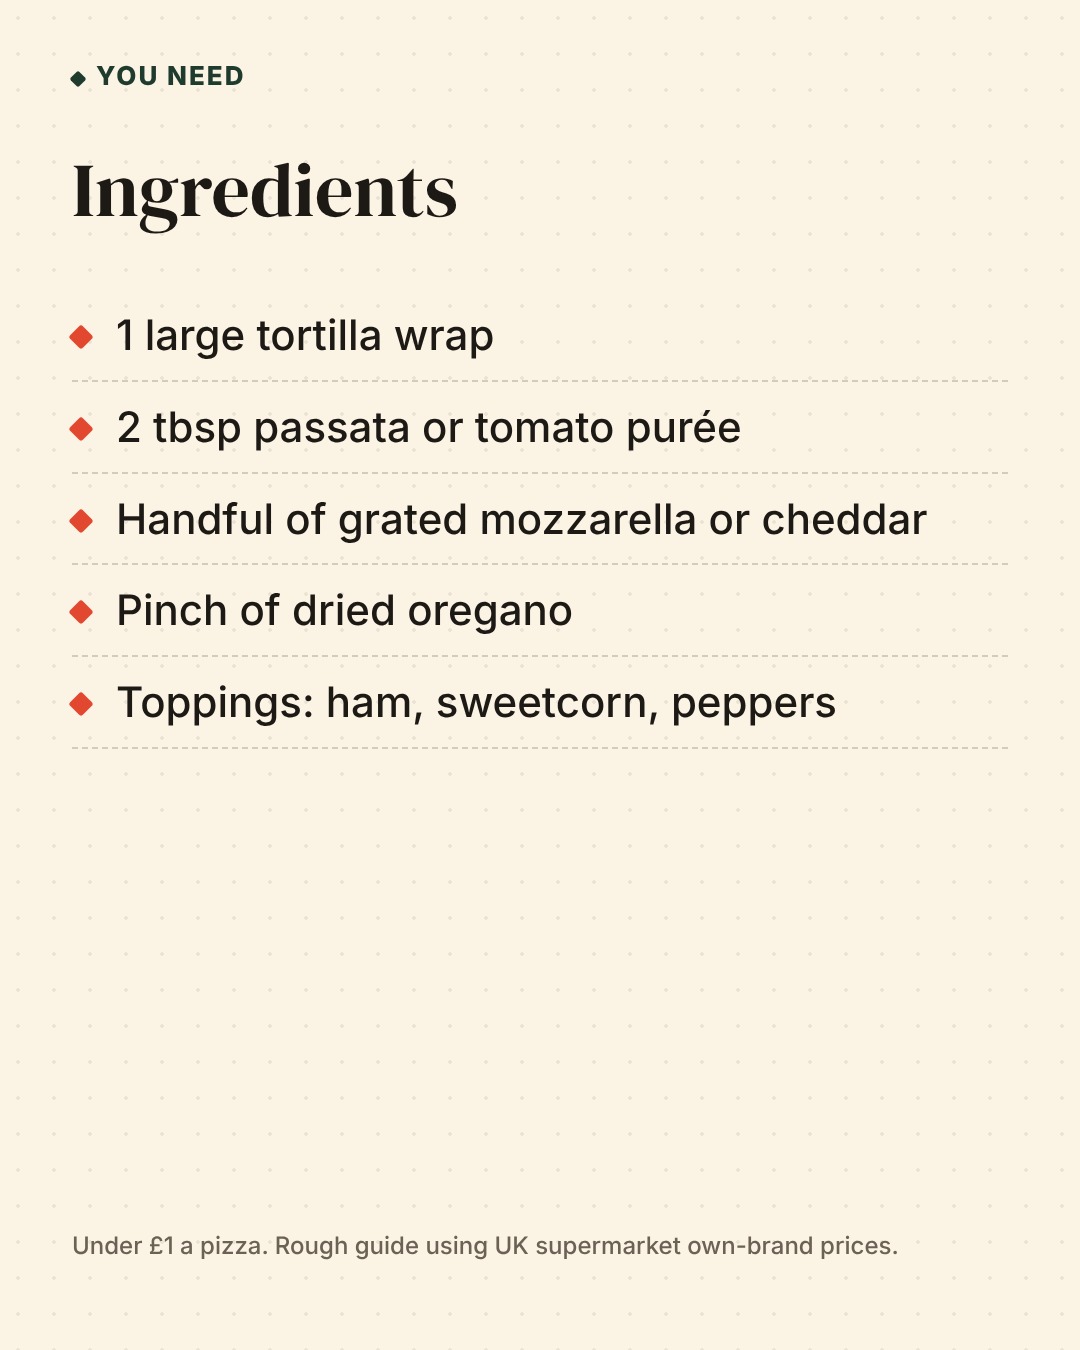 YOU NEED
Ingredients
1 large tortilla wrap
2 tbsp passata or tomato purée
Handful of grated mozzarella or cheddar
Pinch of dried oregano
Toppings: ham, sweetcorn, peppers
Under £1 a pizza. Rough guide using UK supermarket own-brand prices.